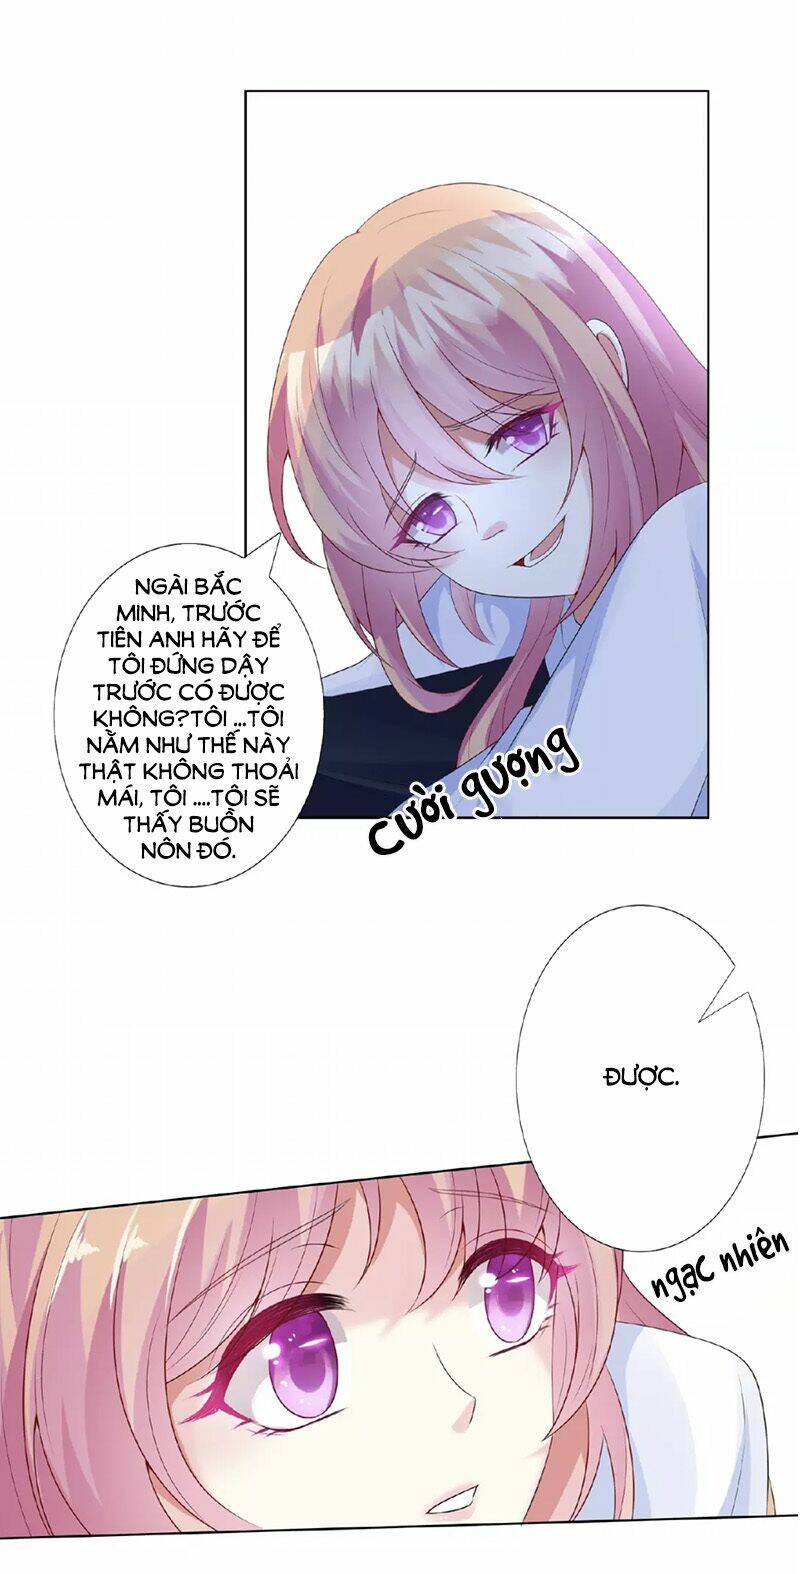 NGÀI BẮC
MINH, TRƯỚC
TIÊN ANH HÃY ĐỂ
TÔI ĐỨNG DẬY
TRƯỚC CÓ ĐƯỢC
KHÔNG?TÔI ...TÔI
NẰM NHƯ THẾ NÀY
THẬT KHÔNG THOẢI
MÁI, TÔI ....TÔI SẼ
THẤY BUỒN
NÔN ĐÓ.
Cười gượng
ĐƯỢC.
ngạc nhiên